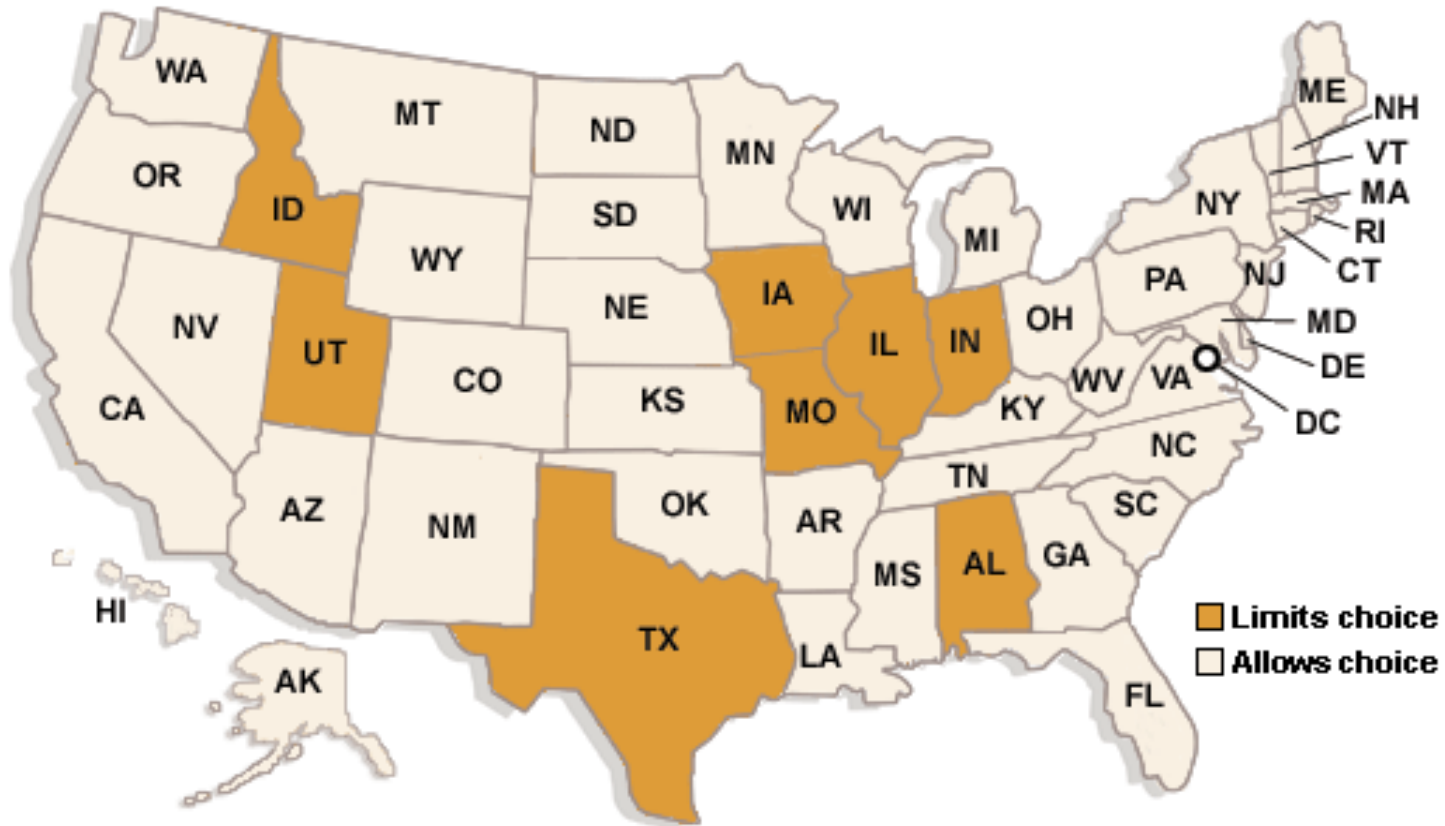 WA
MT
ND
MN
ME
NH
VT
MA
RI
CT
OR
ID
SD
WI
NY
MI
WY
PA
NJ
IA
NE
OH
MD
NV
UT
IL
IN
DE
CO
WV
VA
KS
CA
MO
KY
DC
NC
TN
AZ
NM
OK
AR
SC
MS
AL
GA
HI
TX
LA
AK
FL
Limits choice
Allows choice